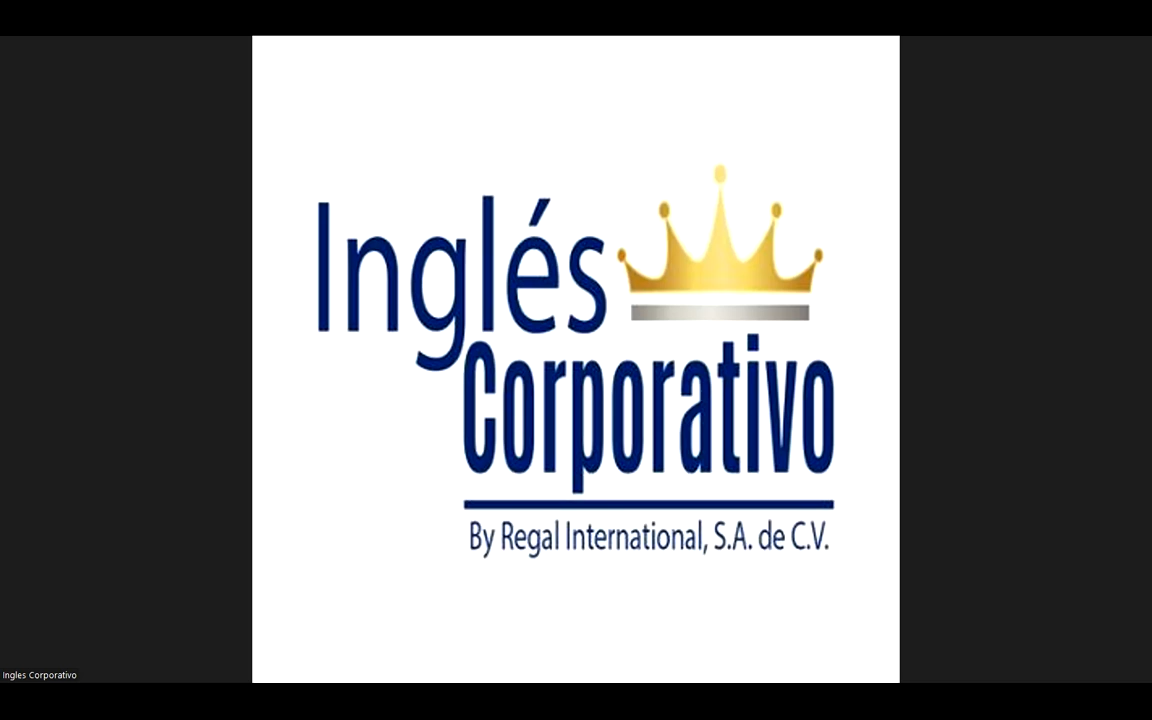 Inglés
Corporativo
By Regal International, S.A. de C.V.
Ingles Corporativo